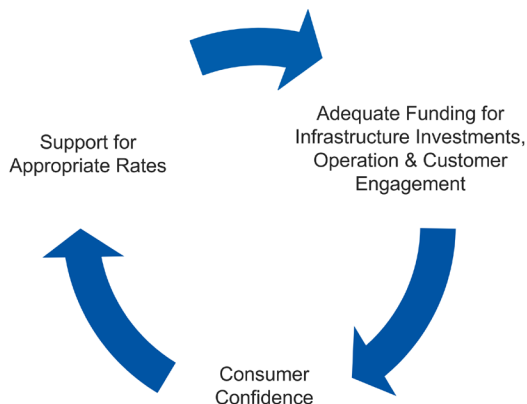 Support for
Appropriate Rates
Adequate Funding for
Infrastructure Investments,
Operation & Customer
Engagement
Consumer
Confidence